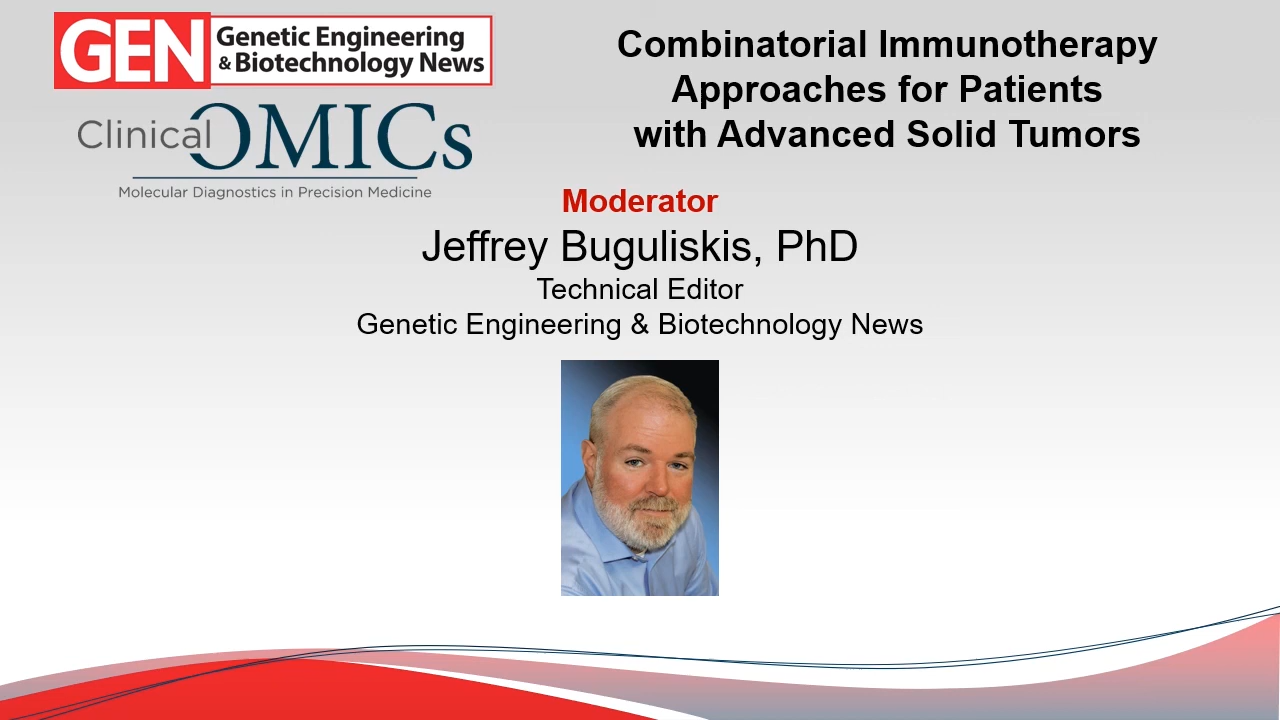 GEN Genetic Engineering
& Biotechnology News
Clinical OMICs
Molecular Diagnostics in Precision Medicine
Combinatorial Immunotherapy
Approaches for Patients
with Advanced Solid Tumors
Moderator
Jeffrey Buguliskis, PhD
Technical Editor
Genetic Engineering & Biotechnology News